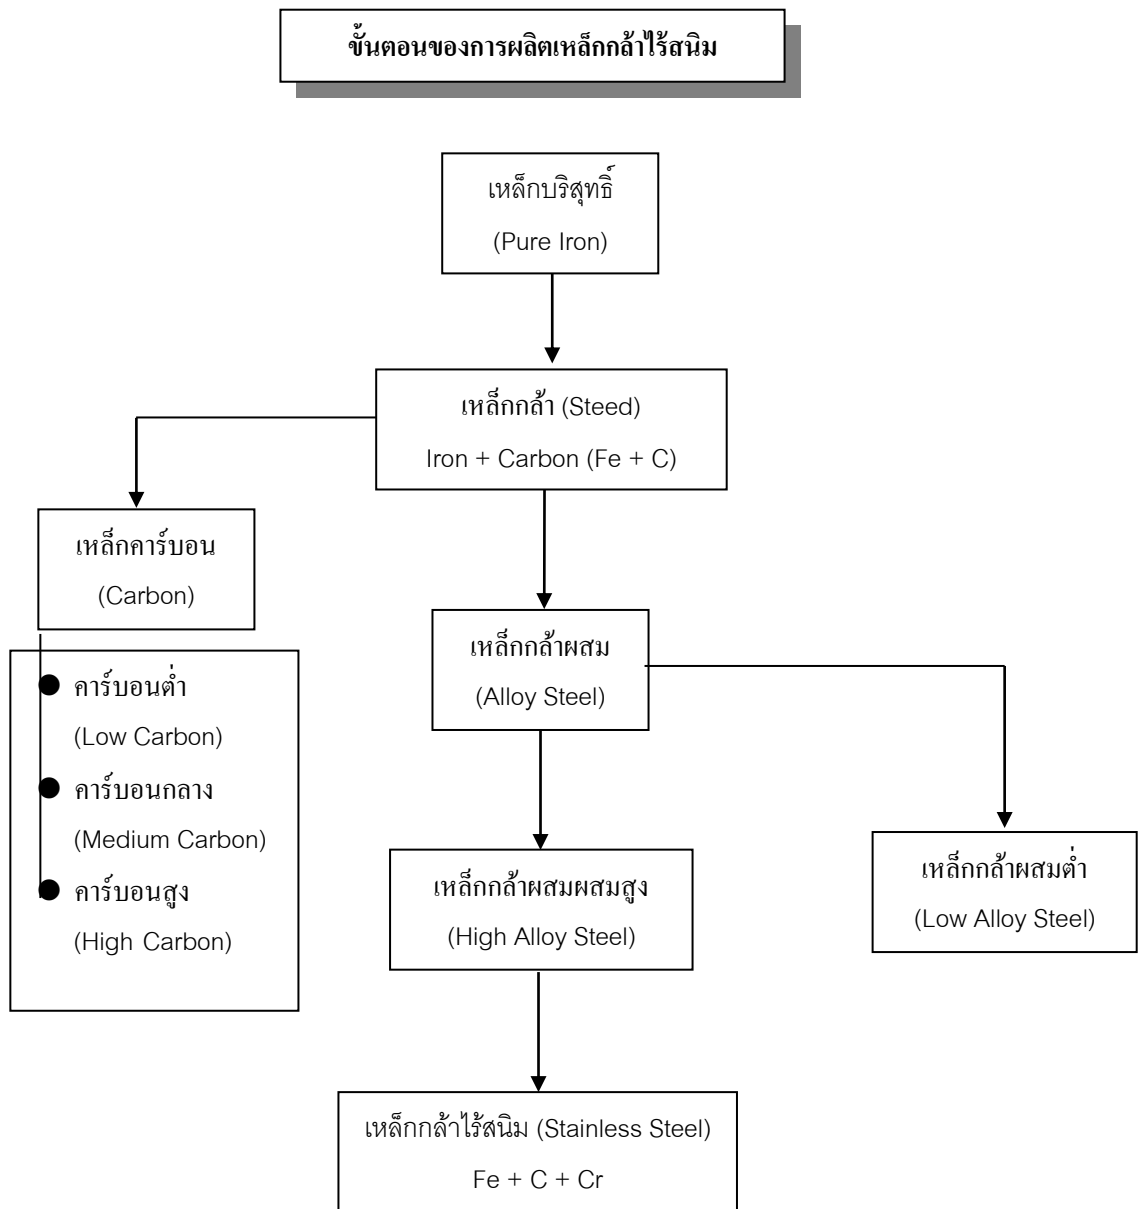 ขั้นตอนของการผลิตเหล็กกล้าไร้สนิม
เหล็กบริสุทธิ์
(Pure Iron)
เหล็กกล้า (Steed)
Iron + Carbon (Fe + C)
เหล็กคาร์บอน
(Carbon)
● คาร์บอนต่ำ
(Low Carbon)
● คาร์บอนกลาง
(Medium Carbon)
● คาร์บอนสูง
(High Carbon)
เหล็กกล้าผสม
(Alloy Steel)
เหล็กกล้าผสมผสมสูง
(High Alloy Steel)
เหล็กกล้าผสมต่ำ
(Low Alloy Steel)
เหล็กกล้าไร้สนิม (Stainless Steel)
Fe + C + Cr